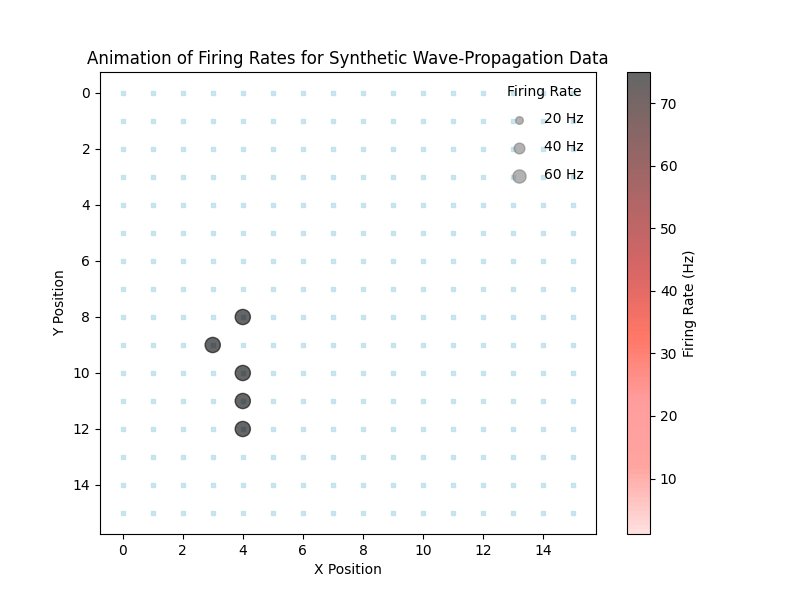 Animation of Firing Rates for Synthetic Wave-Propagation Data
Firing Rate
20 Hz
40 Hz
60 Hz
0
2
4
6
8
10
12
14
Y Position
0 2 4 6 8 10 12 14
X Position
70
60
50
40
30
20
10
Firing Rate (Hz)